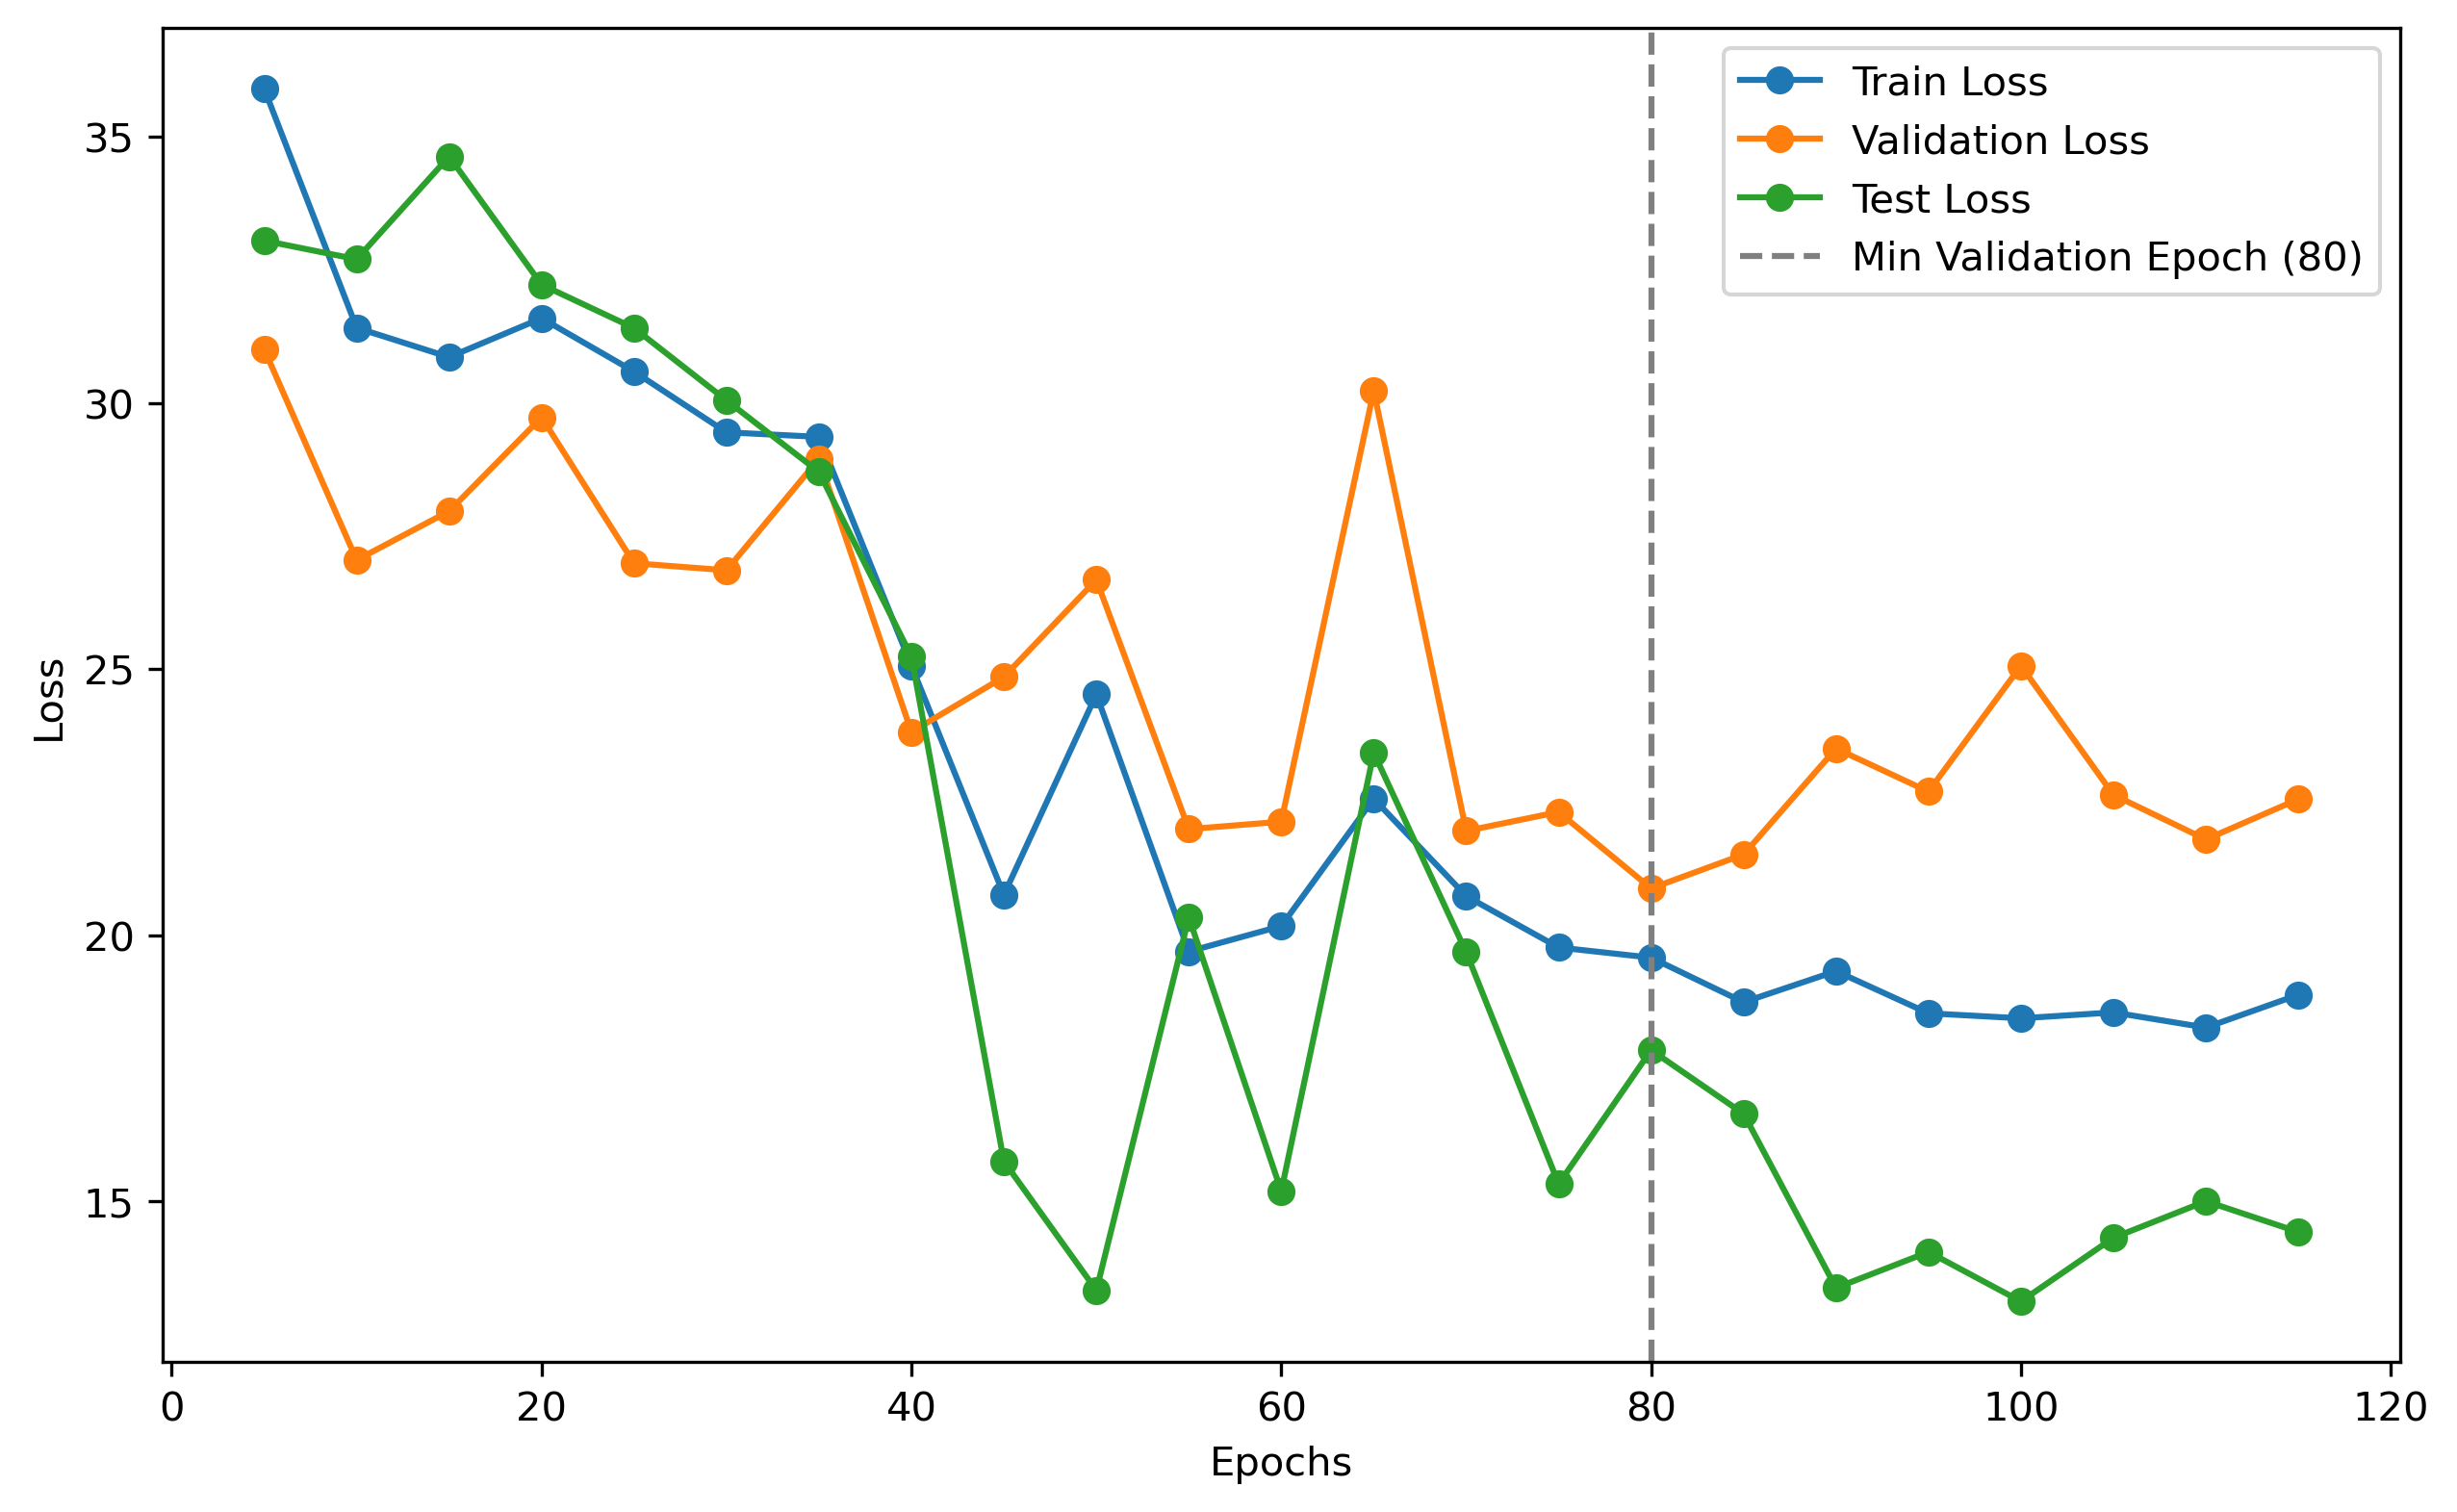 Train Loss
Validation Loss
Test Loss
Min Validation Epoch (80)
Loss
35
30
25
20
15
0 20 40 60 80 100 120
Epochs